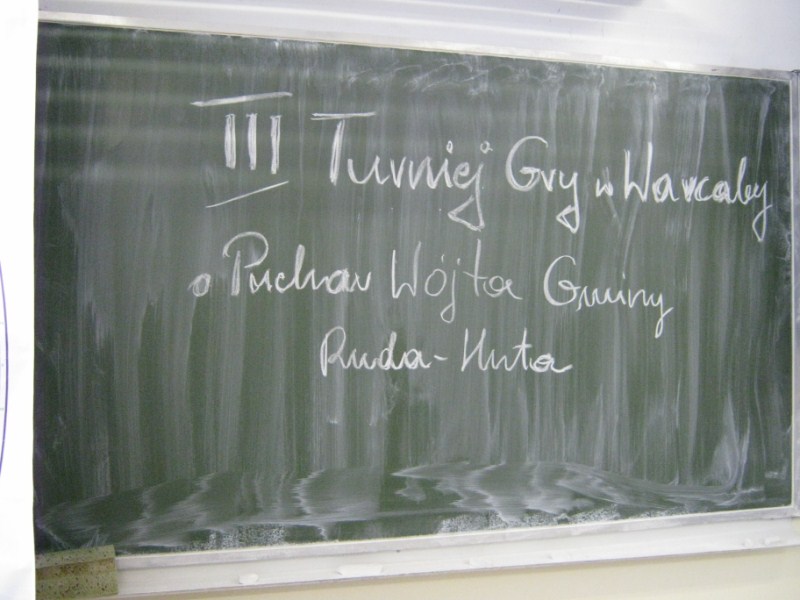 III Turniej Gry w Warcaby
o Puchar Wójta Gminy
Ruda-Huta